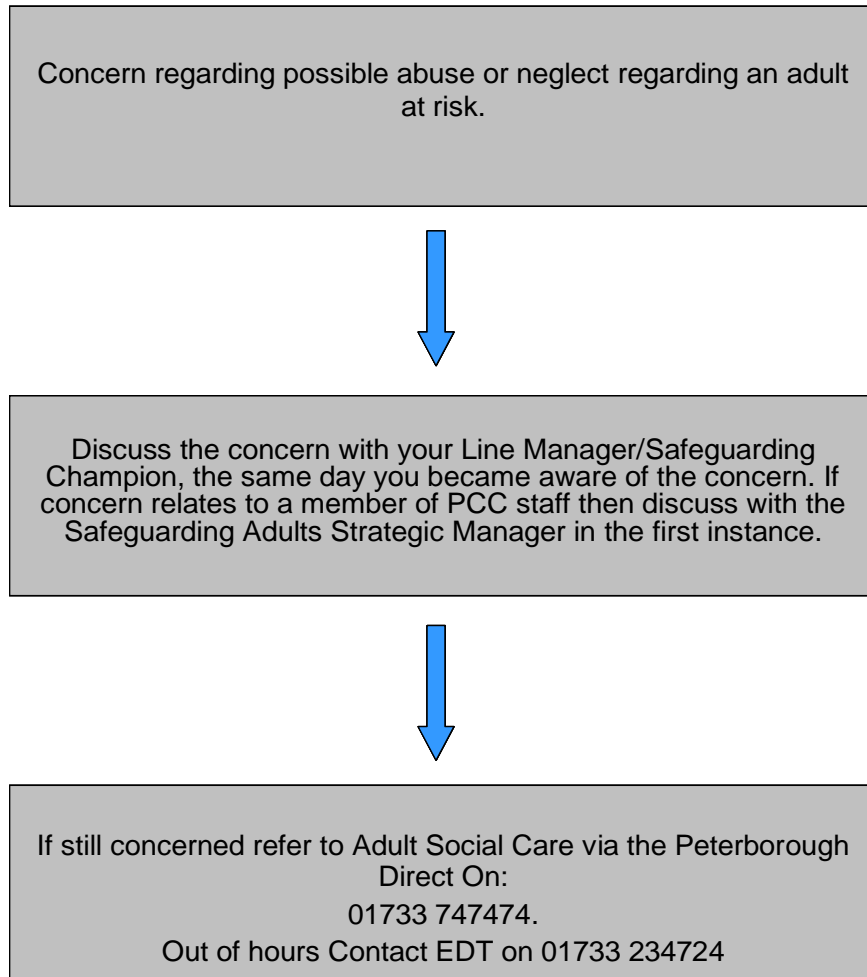 Concern regarding possible abuse or neglect regarding an adult
at risk.
Discuss the concern with your Line Manager/Safeguarding
Champion, the same day you became aware of the concern. If
concern relates to a member of PCC staff then discuss with the
Safeguarding Adults Strategic Manager in the first instance.
If still concerned refer to Adult Social Care via the Peterborough
Direct On:
01733 747474.
Out of hours Contact EDT on 01733 234724